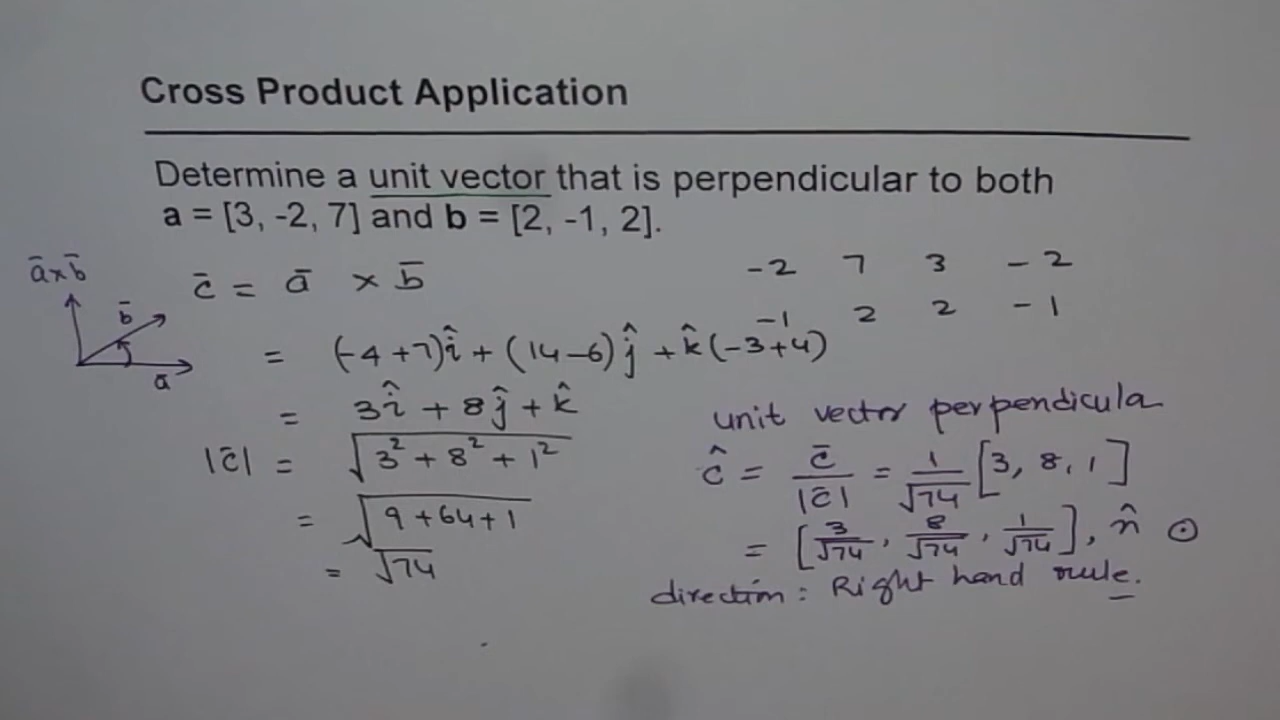 Cross Product Application
Determine a unit vector that is perpendicular to both
a = [3, -2, 7] and b = [2, -1, 2].
a̅ x b̅
b̅
a̅
c̅ = a̅ × b̅
-2 7 3 -2
-1 2 2 -1
= (-4+7)î + (14-6)ĵ + k̂(-3+4)
= 3î + 8ĵ + k̂
|c̅| = √(3² + 8² + 1²)
= √(9+64+1)
= √74
unit vector perpendicula
ĉ = c̅/|c̅| = 1/√74 [3, 8, 1]
= [3/√74, 8/√74, 1/√74], n̂ ⊙
direction: Right hand rule.